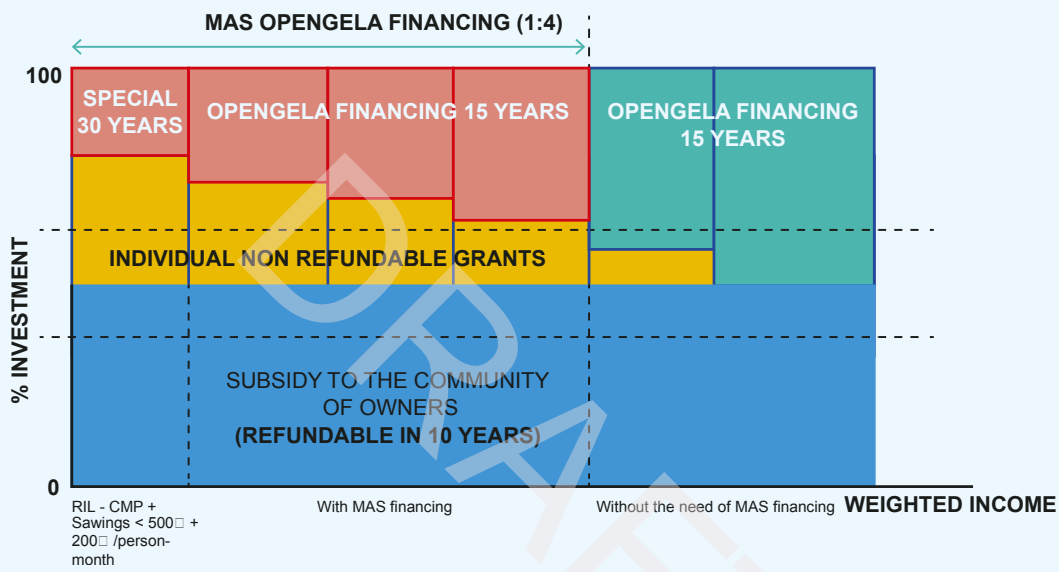 MAS OPENGELA FINANCING (1:4)
100
SPECIAL
30 YEARS
OPENGELA FINANCING 15 YEARS
OPENGELA FINANCING
15 YEARS
INDIVIDUAL NON REFUNDABLE GRANTS
% INVESTMENT
SUBSIDY TO THE COMMUNITY
OF OWNERS
(REFUNDABLE IN 10 YEARS)
DRAFT
0
RIL - CMP +
Sawings < 500□ +
200□ /person-
month
With MAS financing
Without the need of MAS financing
WEIGHTED INCOME